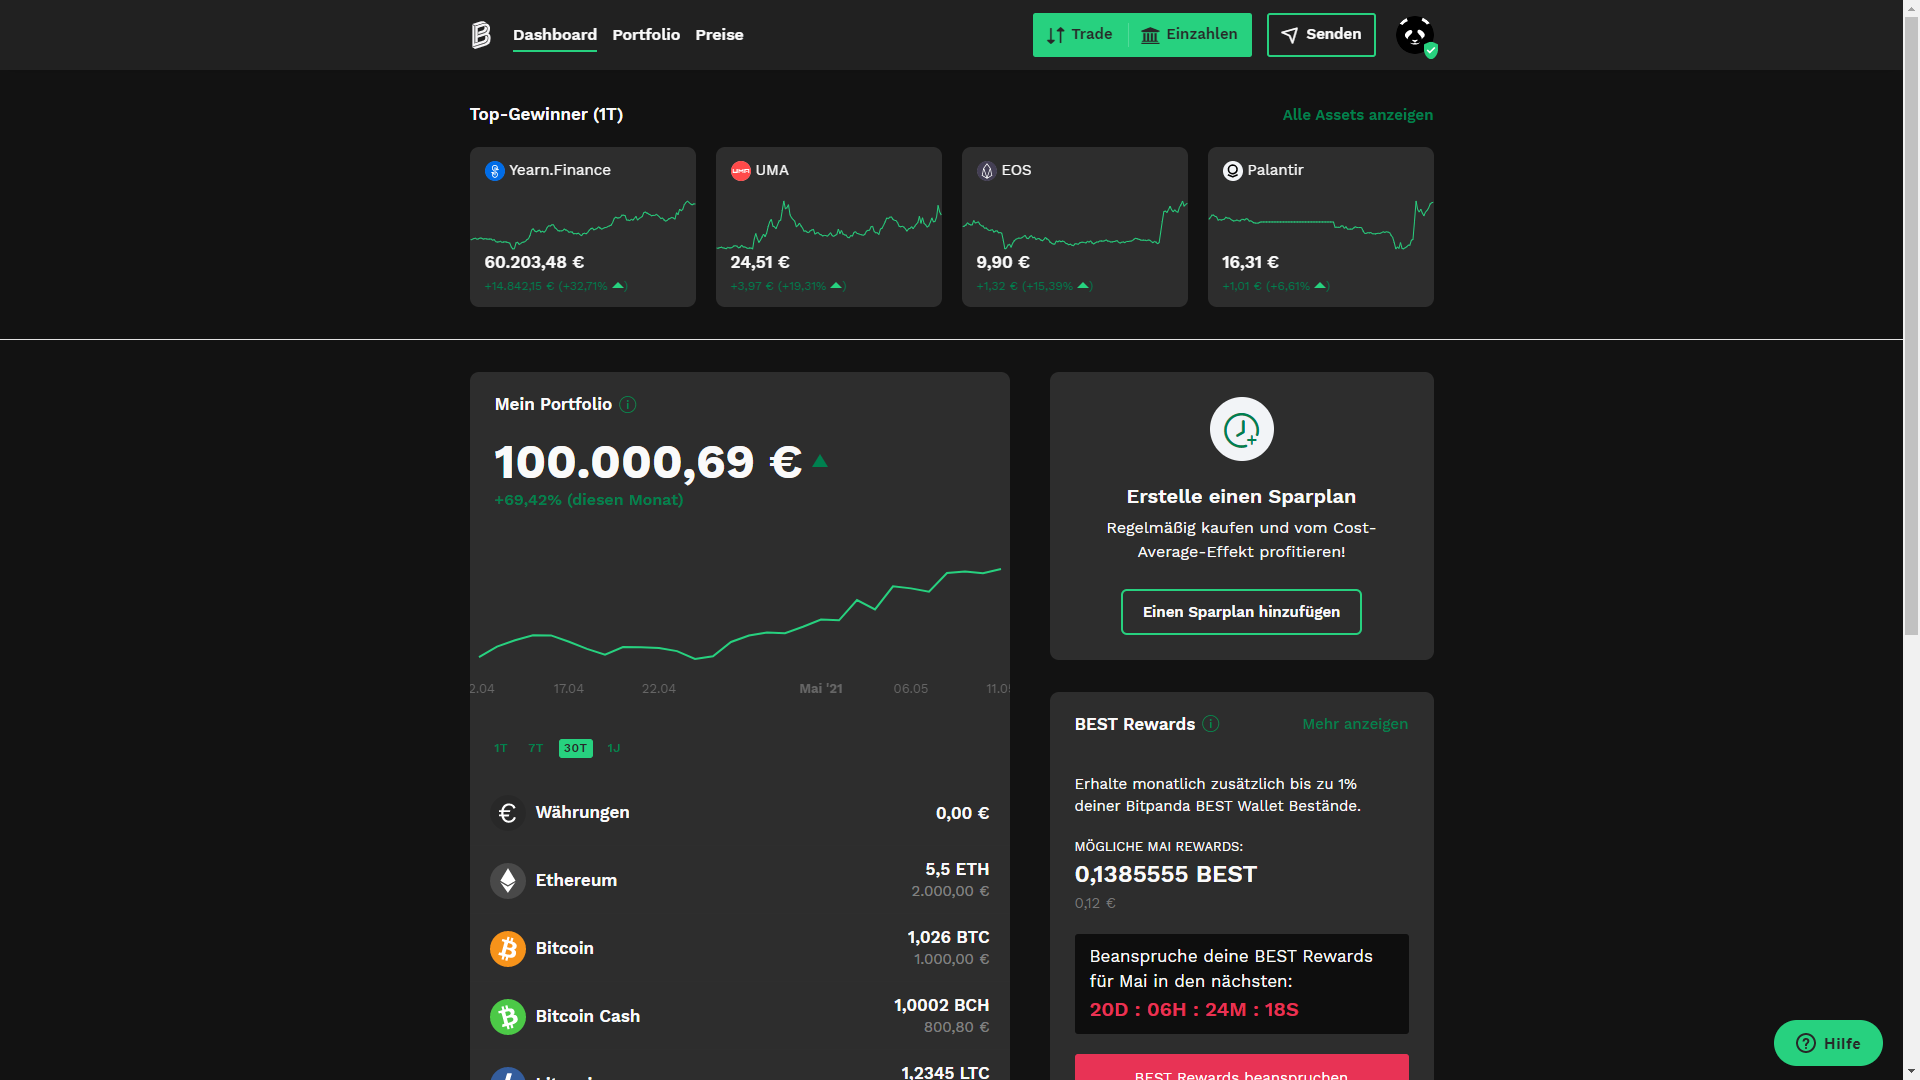 Dashboard Portfolio Preise
Trade Einzahlen Senden
Top-Gewinner (1T)
Alle Assets anzeigen
Yearn.Finance
60.203,48 €
+14.842,15 € (+32,71% )
UMA
24,51 €
+3,97 € (+19,31% )
EOS
9,90 €
+1,32 € (+15,39% )
Palantir
16,31 €
+1,01 € (+6,61% )
Mein Portfolio
100.000,69 €
+69,42% (diesen Monat)
2.04 17.04 22.04 Mai '21 06.05 11.05
1T 7T 30T 1J
Währungen 0,00 €
Ethereum 5,5 ETH
2.000,00 €
Bitcoin 1,026 BTC
1.000,00 €
Bitcoin Cash 1,0002 BCH
800,80 €
1,2345 LTC
Erstelle einen Sparplan
Regelmäßig kaufen und vom Cost-
Average-Effekt profitieren!
Einen Sparplan hinzufügen
BEST Rewards
Mehr anzeigen
Erhalte monatlich zusätzlich bis zu 1%
deiner Bitpanda BEST Wallet Bestände.
MÖGLICHE MAI REWARDS:
0,1385555 BEST
0,12 €
Beanspruche deine BEST Rewards
für Mai in den nächsten:
20D : 06H : 24M : 18S
BEST Rewards beanspruchen
Hilfe